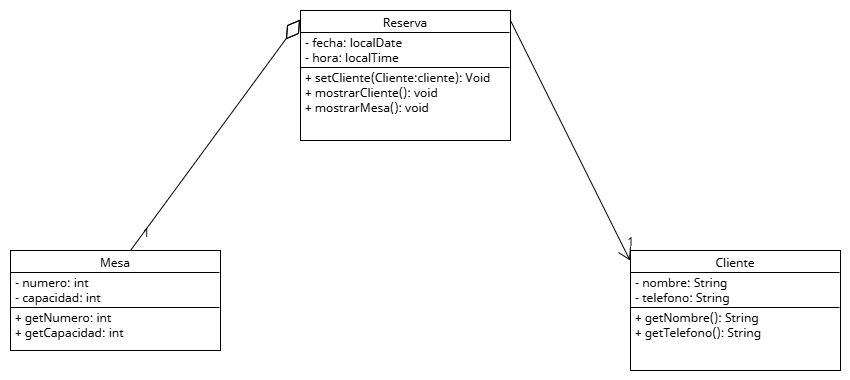 Reserva
- fecha: localDate
- hora: localTime
+ setCliente(Cliente:cliente): Void
+ mostrarCliente(): void
+ mostrarMesa(): void
1
1
Mesa
- numero: int
- capacidad: int
+ getNumero: int
+ getCapacidad: int
Cliente
- nombre: String
- telefono: String
+ getNombre(): String
+ getTelefono(): String